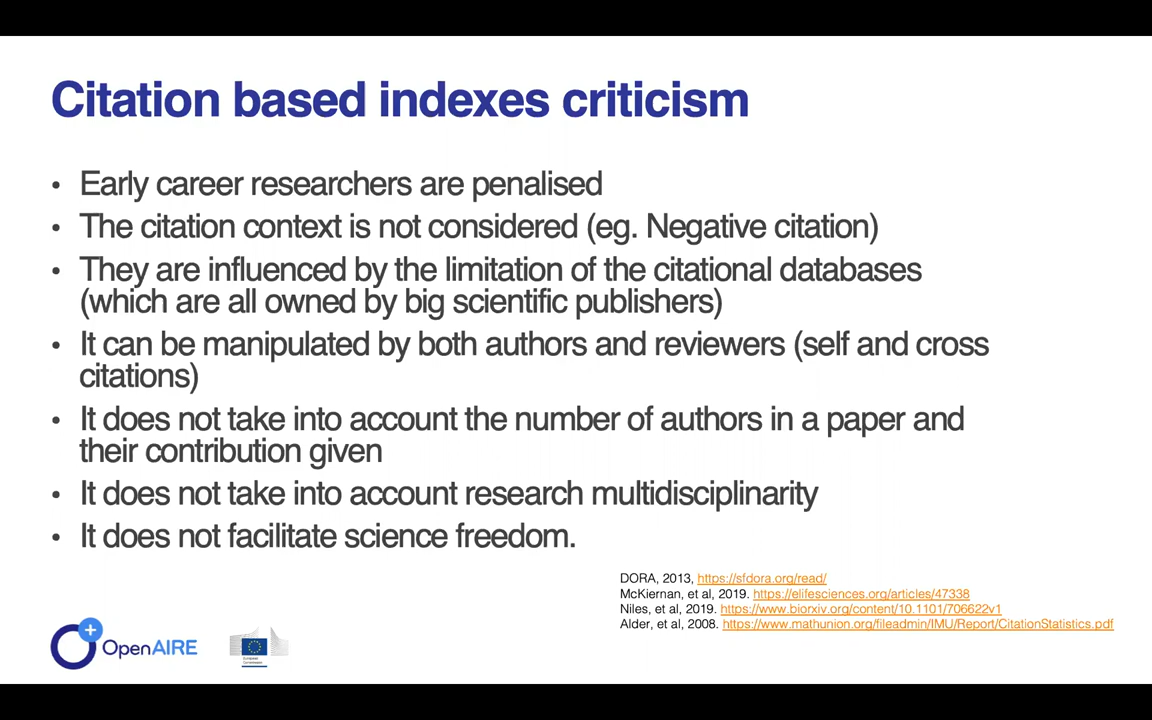 Citation based indexes criticism
• Early career researchers are penalised
• The citation context is not considered (eg. Negative citation)
• They are influenced by the limitation of the citational databases
(which are all owned by big scientific publishers)
• It can be manipulated by both authors and reviewers (self and cross
citations)
• It does not take into account the number of authors in a paper and
their contribution given
• It does not take into account research multidisciplinarity
• It does not facilitate science freedom.
DORA, 2013, https://sfdora.org/read/
McKiernan, et al, 2019. https://elifesciences.org/articles/47338
Niles, et al, 2019. https://www.biorxiv.org/content/10.1101/706622v1
Alder, et al, 2008. https://www.mathunion.org/fileadmin/IMU/Report/CitationStatistics.pdf
OpenAIRE
European
Commission